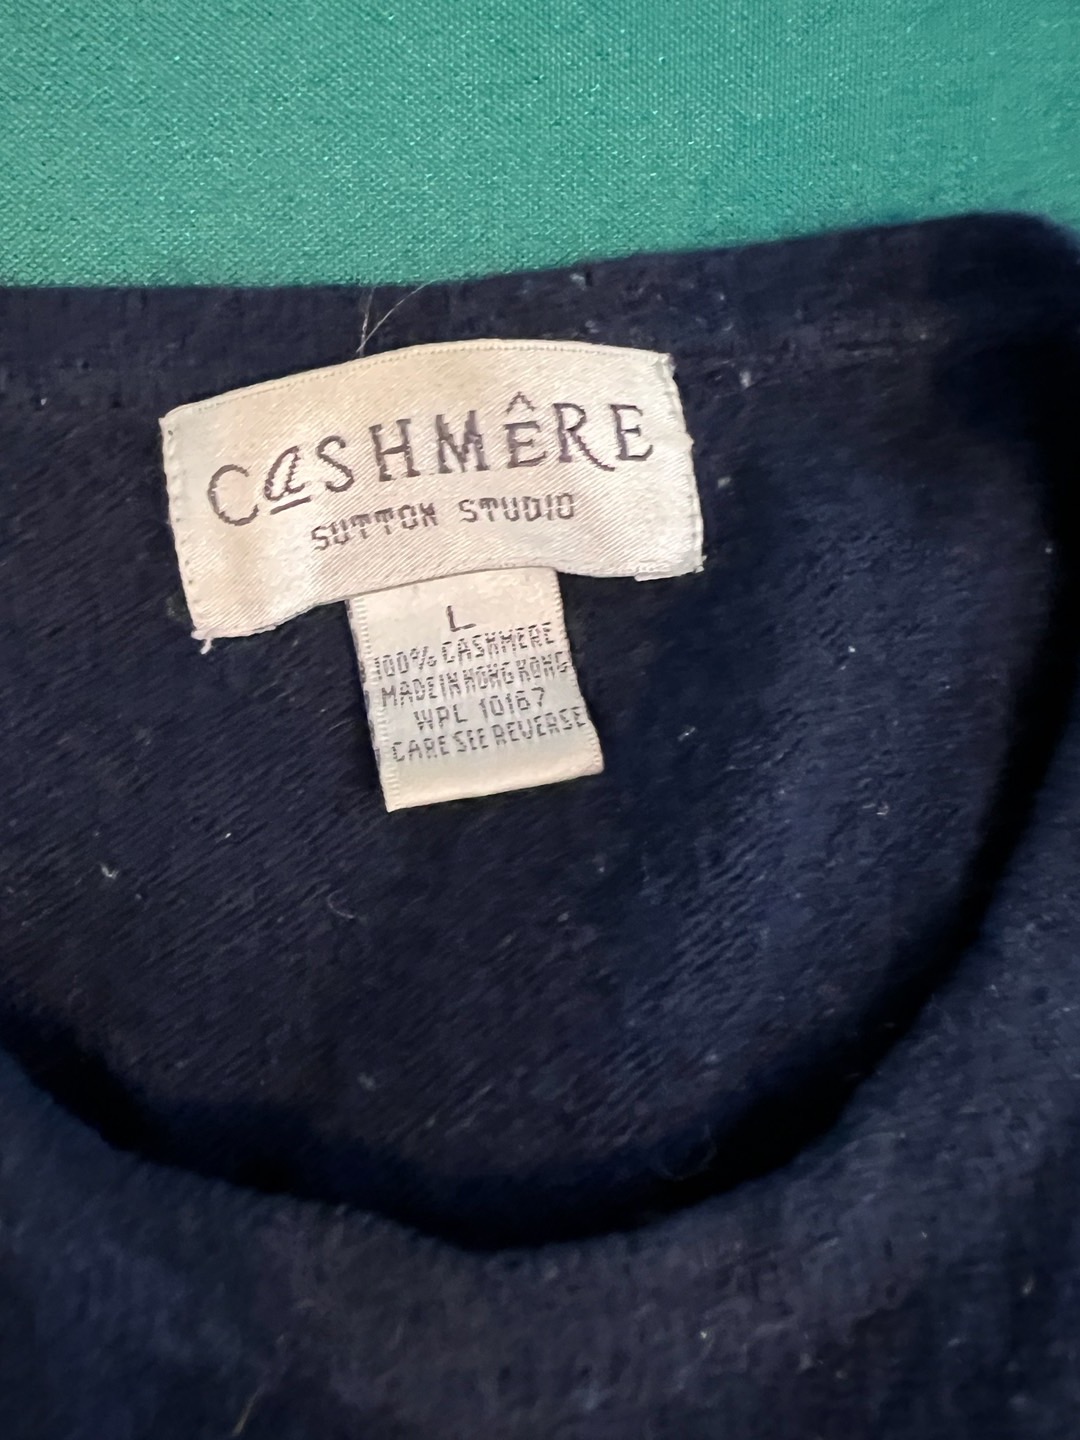 CaSHMÊRE
SUTTON STUDIO
L
100% CASHMERE
MADE IN HONG KONG
WPL 10167
CARE SEE REVERSE